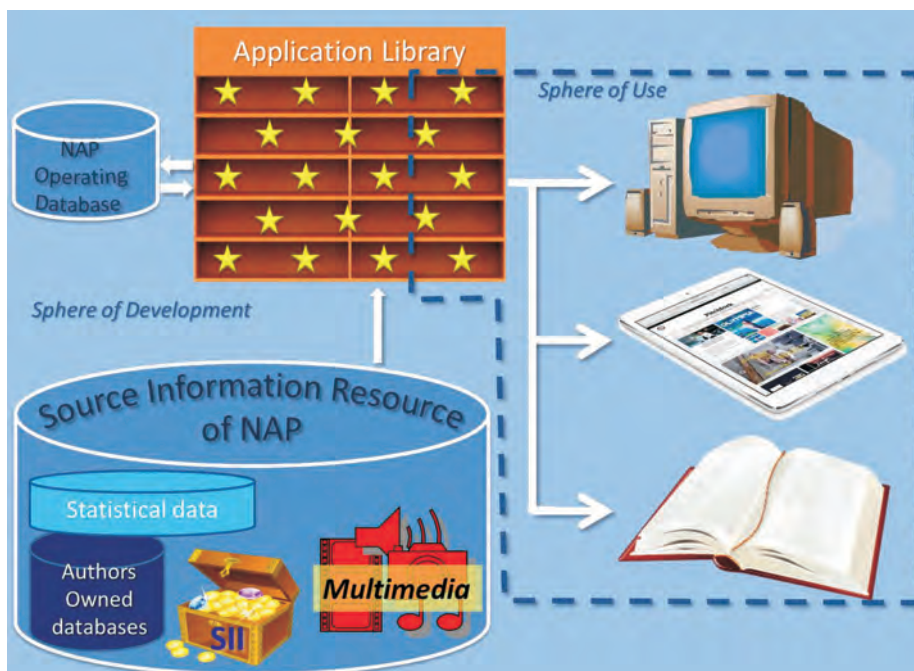 Application Library
Sphere of Use
NAP
Operating
Database
Sphere of Development
Source Information Resource
of NAP
Statistical data
Authors
Owned
databases
SII
Multimedia